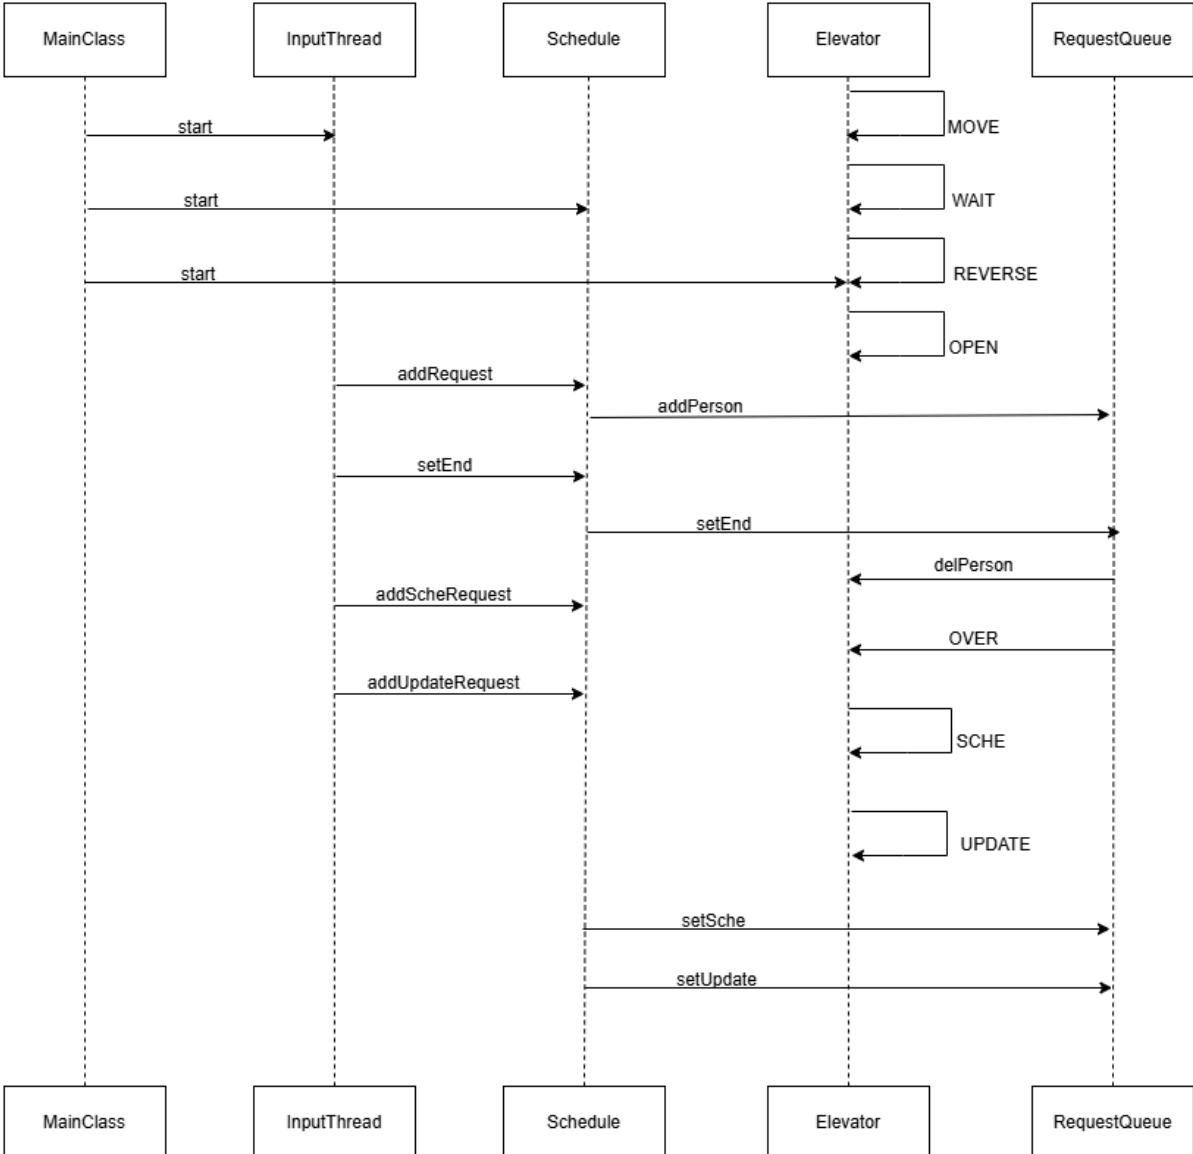 MainClass
InputThread
Schedule
Elevator
RequestQueue
start
MOVE
start
WAIT
start
REVERSE
OPEN
addRequest
addPerson
setEnd
setEnd
delPerson
addScheRequest
OVER
addUpdateRequest
SCHE
UPDATE
setSche
setUpdate
MainClass
InputThread
Schedule
Elevator
RequestQueue